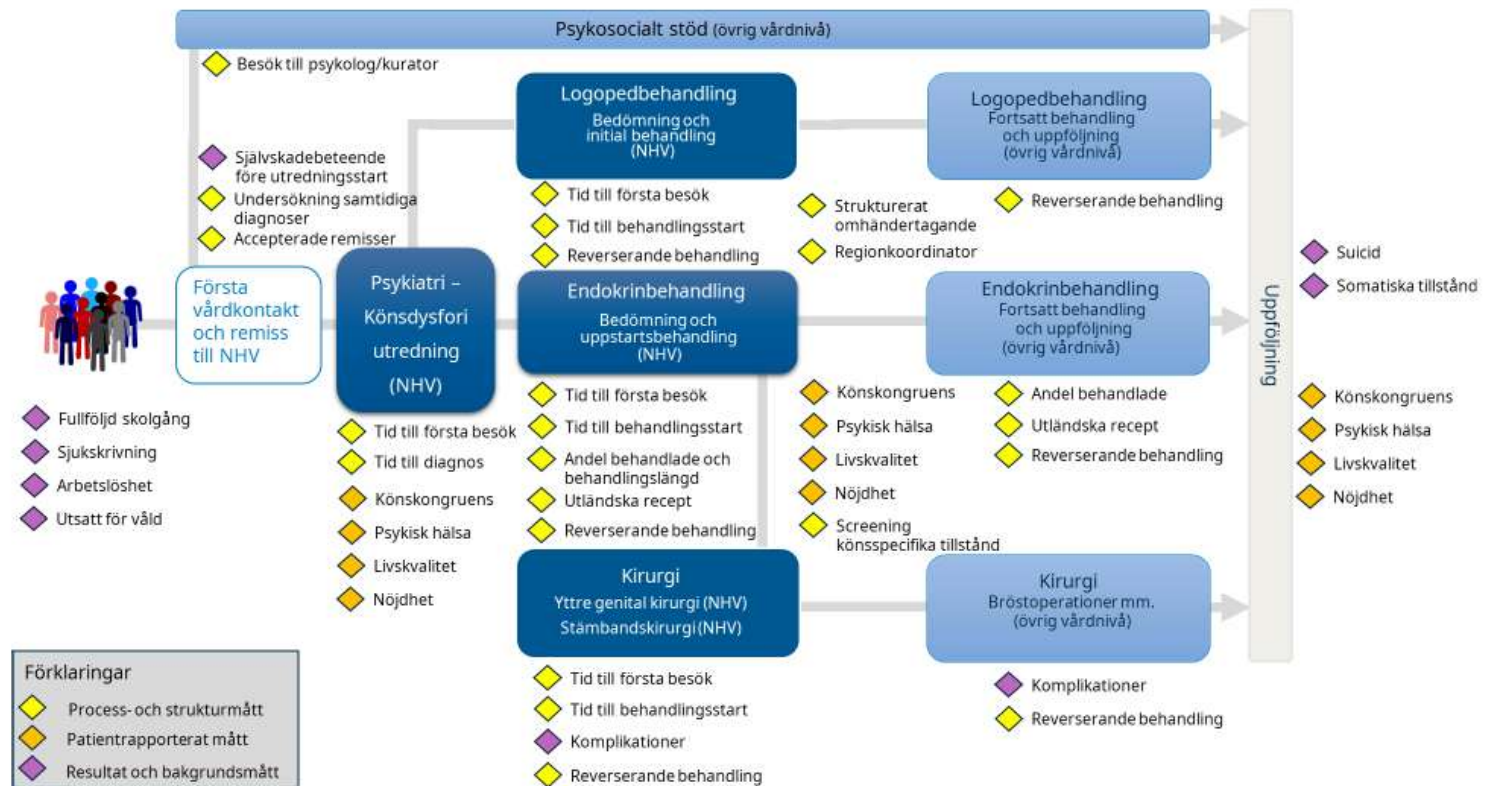 Psykosocialt stöd (övrig vårdnivå)
Besök till psykolog/kurator
Självskadebeteende
före utredningsstart
Undersökning samtidiga
diagnoser
Accepterade remisser
Första
vårdkontakt
och remiss
till NHV
Fullföljd skolgång
Sjukskrivning
Arbetslöshet
Utsatt för våld
Psykiatri –
Könsdysfori
utredning
(NHV)
Tid till första besök
Tid till diagnos
Könskongruens
Psykisk hälsa
Livskvalitet
Nöjdhet
Logopedbehandling
Bedömning och
initial behandling
(NHV)
Tid till första besök
Tid till behandlingsstart
Reverserande behandling
Endokrinbehandling
Bedömning och
uppstartsbehandling
(NHV)
Tid till första besök
Tid till behandlingsstart
Andel behandlade och
behandlingslängd
Utländska recept
Reverserande behandling
Kirurgi
Yttre genital kirurgi (NHV)
Stämbandskirurgi (NHV)
Tid till första besök
Tid till behandlingsstart
Komplikationer
Reverserande behandling
Strukturerat
omhändertagande
Regionkoordinator
Könskongruens
Psykisk hälsa
Livskvalitet
Nöjdhet
Screening
könsspecifika tillstånd
Logopedbehandling
Fortsatt behandling
och uppföljning
(övrig vårdnivå)
Reverserande behandling
Endokrinbehandling
Fortsatt behandling
och uppföljning
(övrig vårdnivå)
Andel behandlade
Utländska recept
Reverserande behandling
Kirurgi
Bröstoperationer mm.
(övrig vårdnivå)
Komplikationer
Reverserande behandling
Uppföljning
Suicid
Somatiska tillstånd
Könskongruens
Psykisk hälsa
Livskvalitet
Nöjdhet
Förklaringar
Process- och strukturmått
Patientrapporterat mått
Resultat och bakgrundsmått